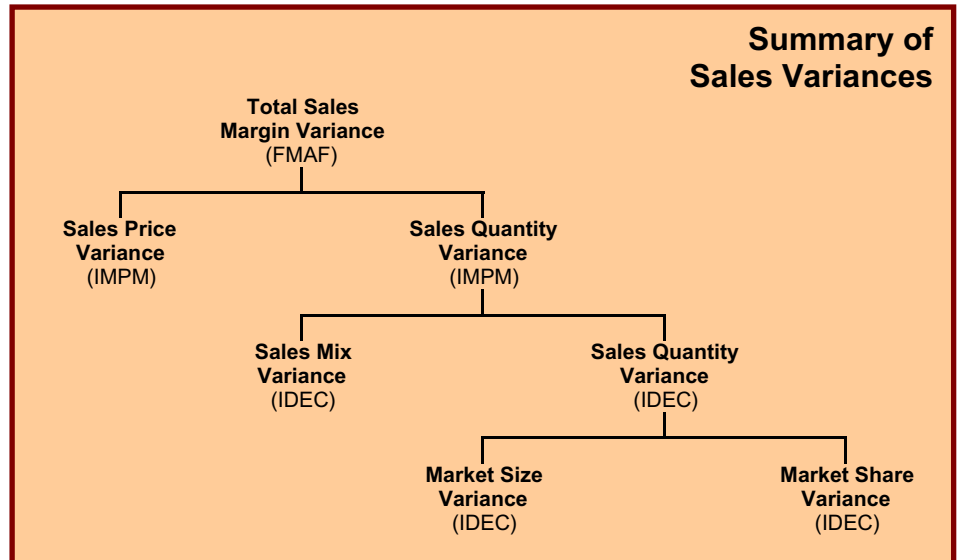 Summary of
Sales Variances
Total Sales
Margin Variance
(FMAF)
Sales Price
Variance
(IMPM)
Sales Quantity
Variance
(IMPM)
Sales Mix
Variance
(IDEC)
Sales Quantity
Variance
(IDEC)
Market Size
Variance
(IDEC)
Market Share
Variance
(IDEC)